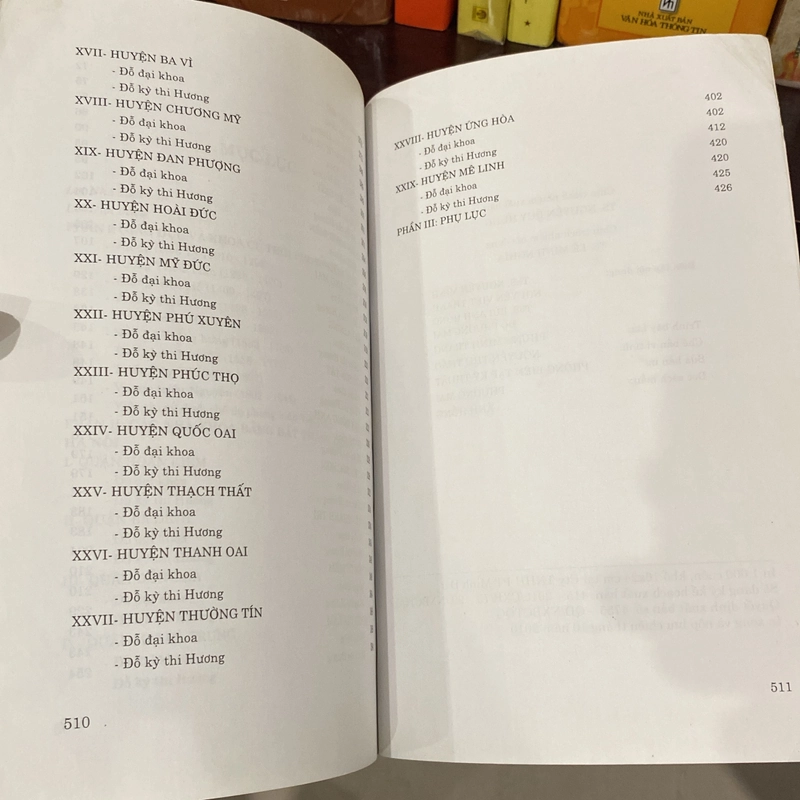 NHÀ XUẤT BẢN
VĂN HÓA THÔNG TIN
XVII- HUYỆN BA VÌ
- Đỗ đại khoa
- Đỗ kỳ thi Hương
XVIII- HUYỆN CHƯƠNG MỸ
- Đỗ đại khoa
- Đỗ kỳ thi Hương
XIX- HUYỆN ĐAN PHƯỢNG
- Đỗ đại khoa
- Đỗ kỳ thi Hương
XX- HUYỆN HOÀI ĐỨC
- Đỗ đại khoa
- Đỗ kỳ thi Hương
XXI- HUYỆN MỸ ĐỨC
- Đỗ đại khoa
- Đỗ kỳ thi Hương
XXII- HUYỆN PHÚ XUYÊN
- Đỗ đại khoa
- Đỗ kỳ thi Hương
XXIII- HUYỆN PHÚC THỌ
- Đỗ đại khoa
- Đỗ kỳ thi Hương
XXIV- HUYỆN QUỐC OAI
- Đỗ đại khoa
- Đỗ kỳ thi Hương
XXV- HUYỆN THẠCH THẤT
- Đỗ đại khoa
- Đỗ kỳ thi Hương
XXVI- HUYỆN THANH OAI
- Đỗ đại khoa
- Đỗ kỳ thi Hương
XXVII- HUYỆN THƯỜNG TÍN
- Đỗ đại khoa
- Đỗ kỳ thi Hương
510
XXVIII- HUYỆN ỨNG HÒA 402
- Đỗ đại khoa 402
- Đỗ kỳ thi Hương 412
XXIX- HUYỆN MÊ LINH 420
- Đỗ đại khoa 420
- Đỗ kỳ thi Hương 425
PHẦN III: PHỤ LỤC 426
511